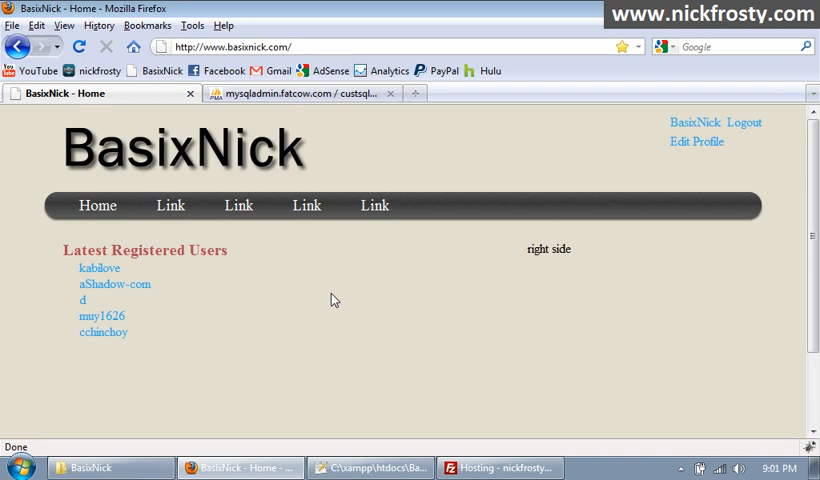 BasixNick - Home - Mozilla Firefox
www.nickfrosty.com
File Edit View History Bookmarks Tools Help
http://www.basixnick.com/
Google
YouTube nickfrosty BasixNick Facebook Gmail AdSense Analytics PayPal Hulu
BasixNick - Home
mysqladmin.fatcow.com / custsql...
BasixNick Logout
Edit Profile
BasixNick
Home Link Link Link Link
Latest Registered Users
right side
kabilove
aShadow-com
d
muy1626
cchinchoy
Done
BasixNick
BasixNick - Home - ...
C:\xampp\htdocs\Ba...
Hosting - nickfrosty...
9:01 PM